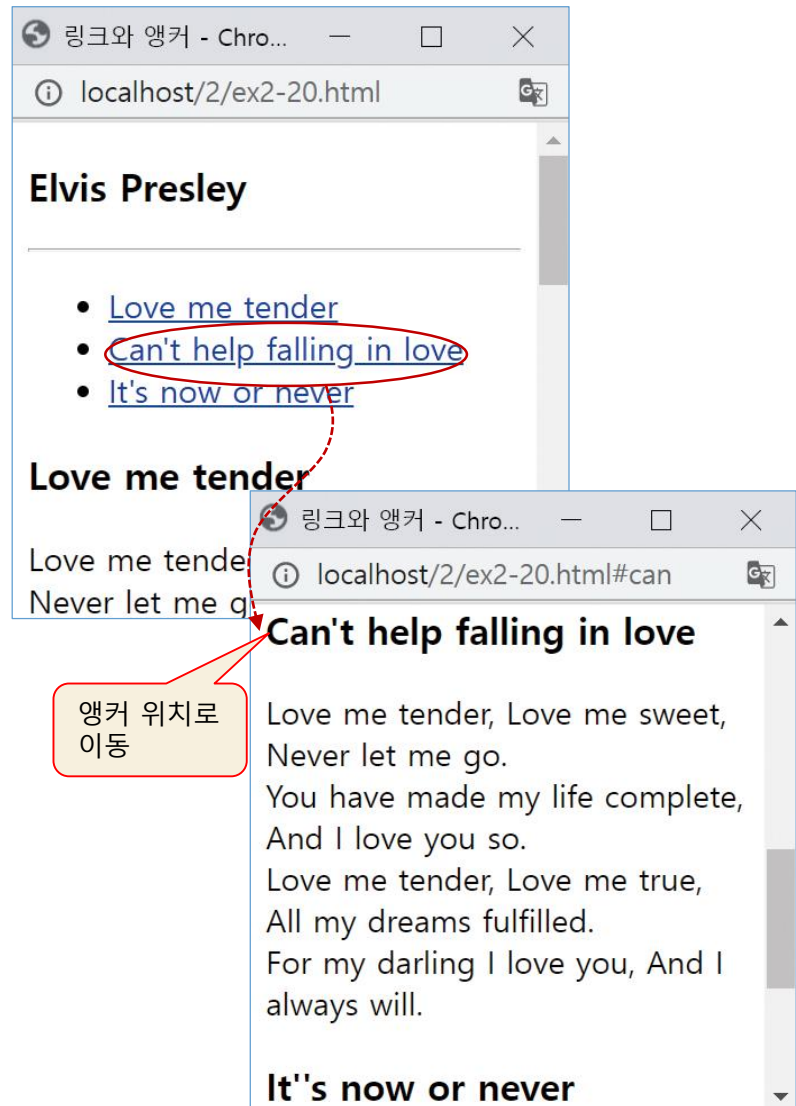 링크와 앵커 - Chro...
localhost/2/ex2-20.html
Elvis Presley
Love me tender
Can't help falling in love
It's now or never
Love me tender
Love me tende
Never let me g
링크와 앵커 - Chro...
localhost/2/ex2-20.html#can
Can't help falling in love
앵커 위치로
이동
Love me tender, Love me sweet,
Never let me go.
You have made my life complete,
And I love you so.
Love me tender, Love me true,
All my dreams fulfilled.
For my darling I love you, And I
always will.
It''s now or never